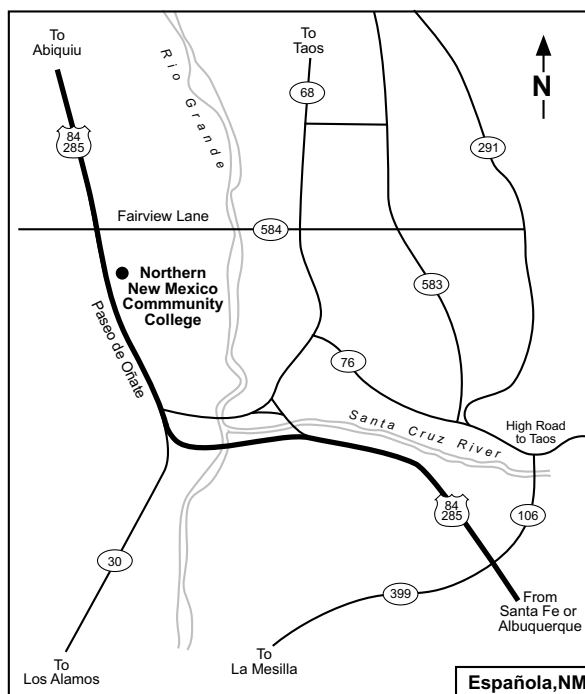 To
Abiquiu
To
Taos
N
Rio Grande
68
84
285
291
Fairview Lane
584
Northern
New Mexico
Commmunity
College
583
Paseo de Oñate
76
Santa Cruz River
High Road
to Taos
84
285
106
30
399
From
Santa Fe or
Albuquerque
To
Los Alamos
To
La Mesilla
Española,NM